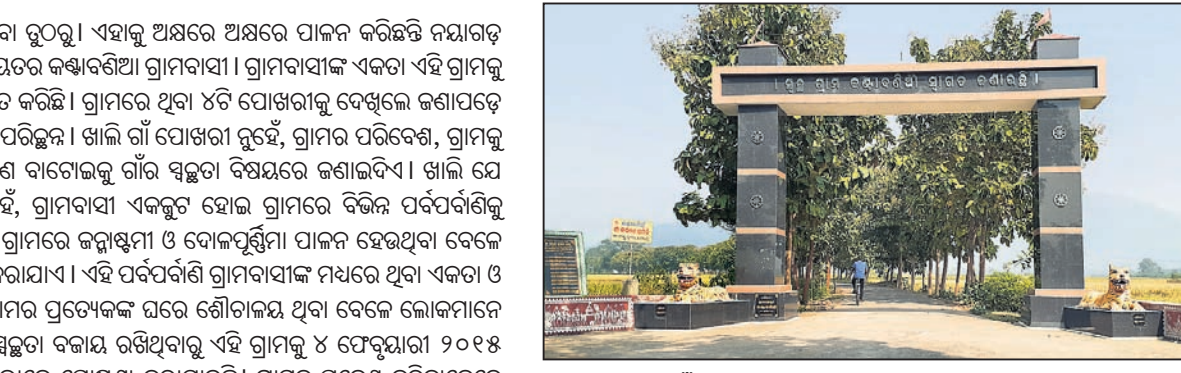 ବା ତୁଠରୁ। ଏହାକୁ ଅକ୍ଷରେ ଅକ୍ଷରେ ପାଳନ କରିଛନ୍ତି ନୟାଗଡ଼
ୟତର କଣ୍ଟାବଣିଆ ଗ୍ରାମବାସୀ। ଗ୍ରାମବାସୀଙ୍କ ଏକତା ଏହି ଗ୍ରାମକୁ
ତ କରିଛି। ଗ୍ରାମରେ ଥିବା ୪ଟି ପୋଖରୀକୁ ଦେଖିଲେ ଜଣାପଡ଼େ
ପରିଚ୍ଛନ୍ନ। ଖାଲି ଗାଁ ପୋଖରୀ ନୁହେଁ, ଗ୍ରାମର ପରିବେଶ, ଗ୍ରାମକୁ
ଣ ବାଟୋଇକୁ ଗାଁର ସ୍ୱଚ୍ଛତା ବିଷୟରେ ଜଣାଇଦିଏ। ଖାଲି ଯେ
ହଁ, ଗ୍ରାମବାସୀ ଏକଜୁଟ ହୋଇ ଗ୍ରାମରେ ବିଭିନ୍ନ ପର୍ବପର୍ବାଣିକୁ
ଗ୍ରାମରେ ଜନ୍ମାଷ୍ଟମୀ ଓ ଦୋଳପୂର୍ଣ୍ଣିମା ପାଳନ ହେଉଥିବା ବେଳେ
କରାଯାଏ। ଏହି ପର୍ବପର୍ବାଣି ଗ୍ରାମବାସୀଙ୍କ ମଧ୍ୟରେ ଥିବା ଏକତା ଓ
ାମର ପ୍ରତ୍ୟେକଙ୍କ ଘରେ ଶୌଚାଳୟ ଥିବା ବେଳେ ଲୋକମାନେ
ସ୍ୱଚ୍ଛତା ବଜାୟ ରଖିଥିବାରୁ ଏହି ଗ୍ରାମକୁ ୪ ଫେବୃୟାରୀ ୨୦୧୫
। ସ୍ୱଚ୍ଛ ଗ୍ରାମ କଣ୍ଟାବଣିଆ ସ୍ୱାଗତ ଜଣାଉଛି।